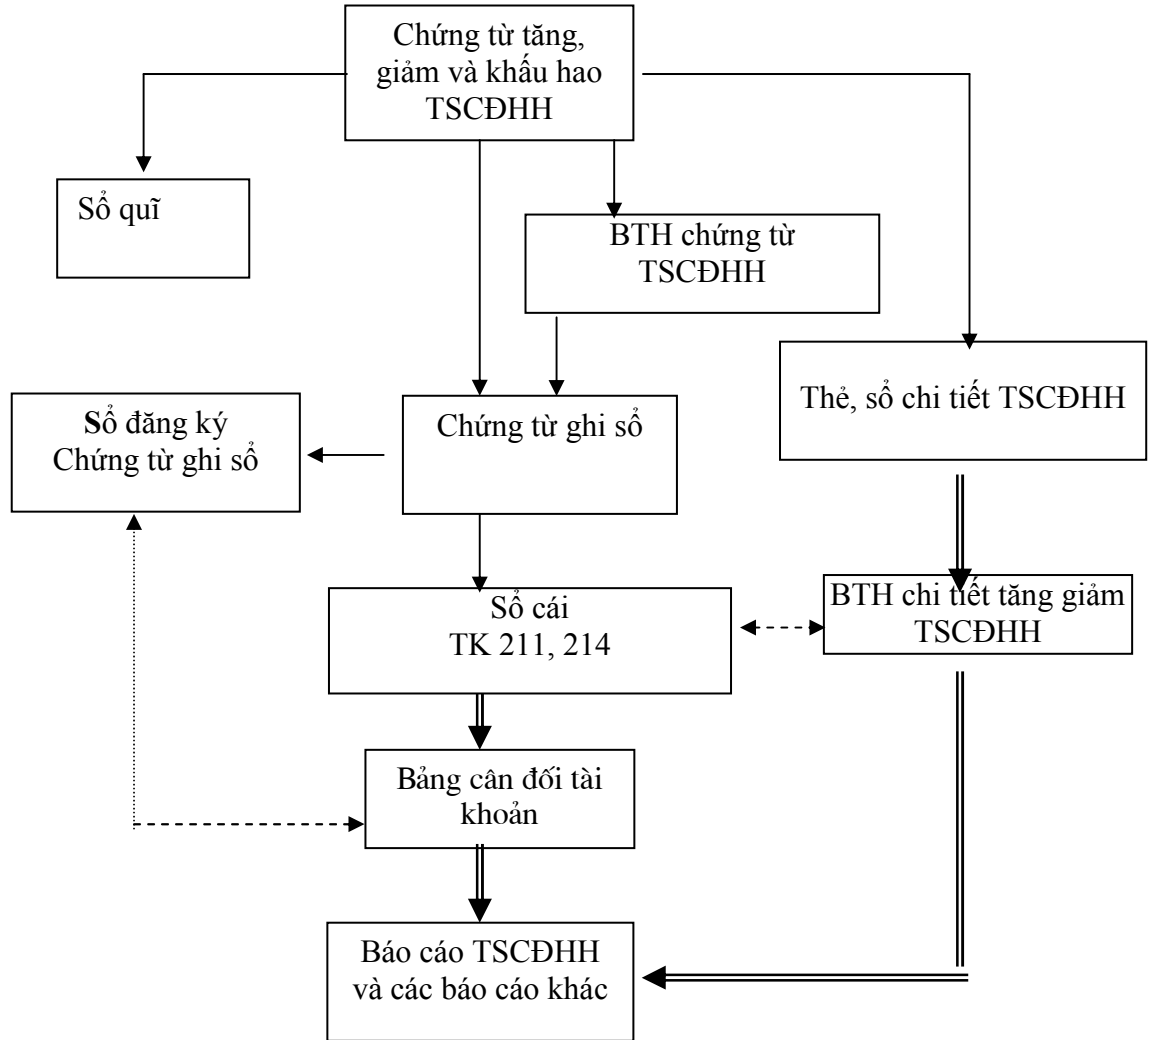 Chứng từ tăng,
giảm và khấu hao
TSCĐHH
Sổ quĩ
BTH chứng từ
TSCĐHH
Thẻ, sổ chi tiết TSCĐHH
Sổ đăng ký
Chứng từ ghi sổ
Chứng từ ghi sổ
Sổ cái
TK 211, 214
BTH chi tiết tăng giảm
TSCĐHH
Bảng cân đối tài
khoản
Báo cáo TSCĐHH
và các báo cáo khác